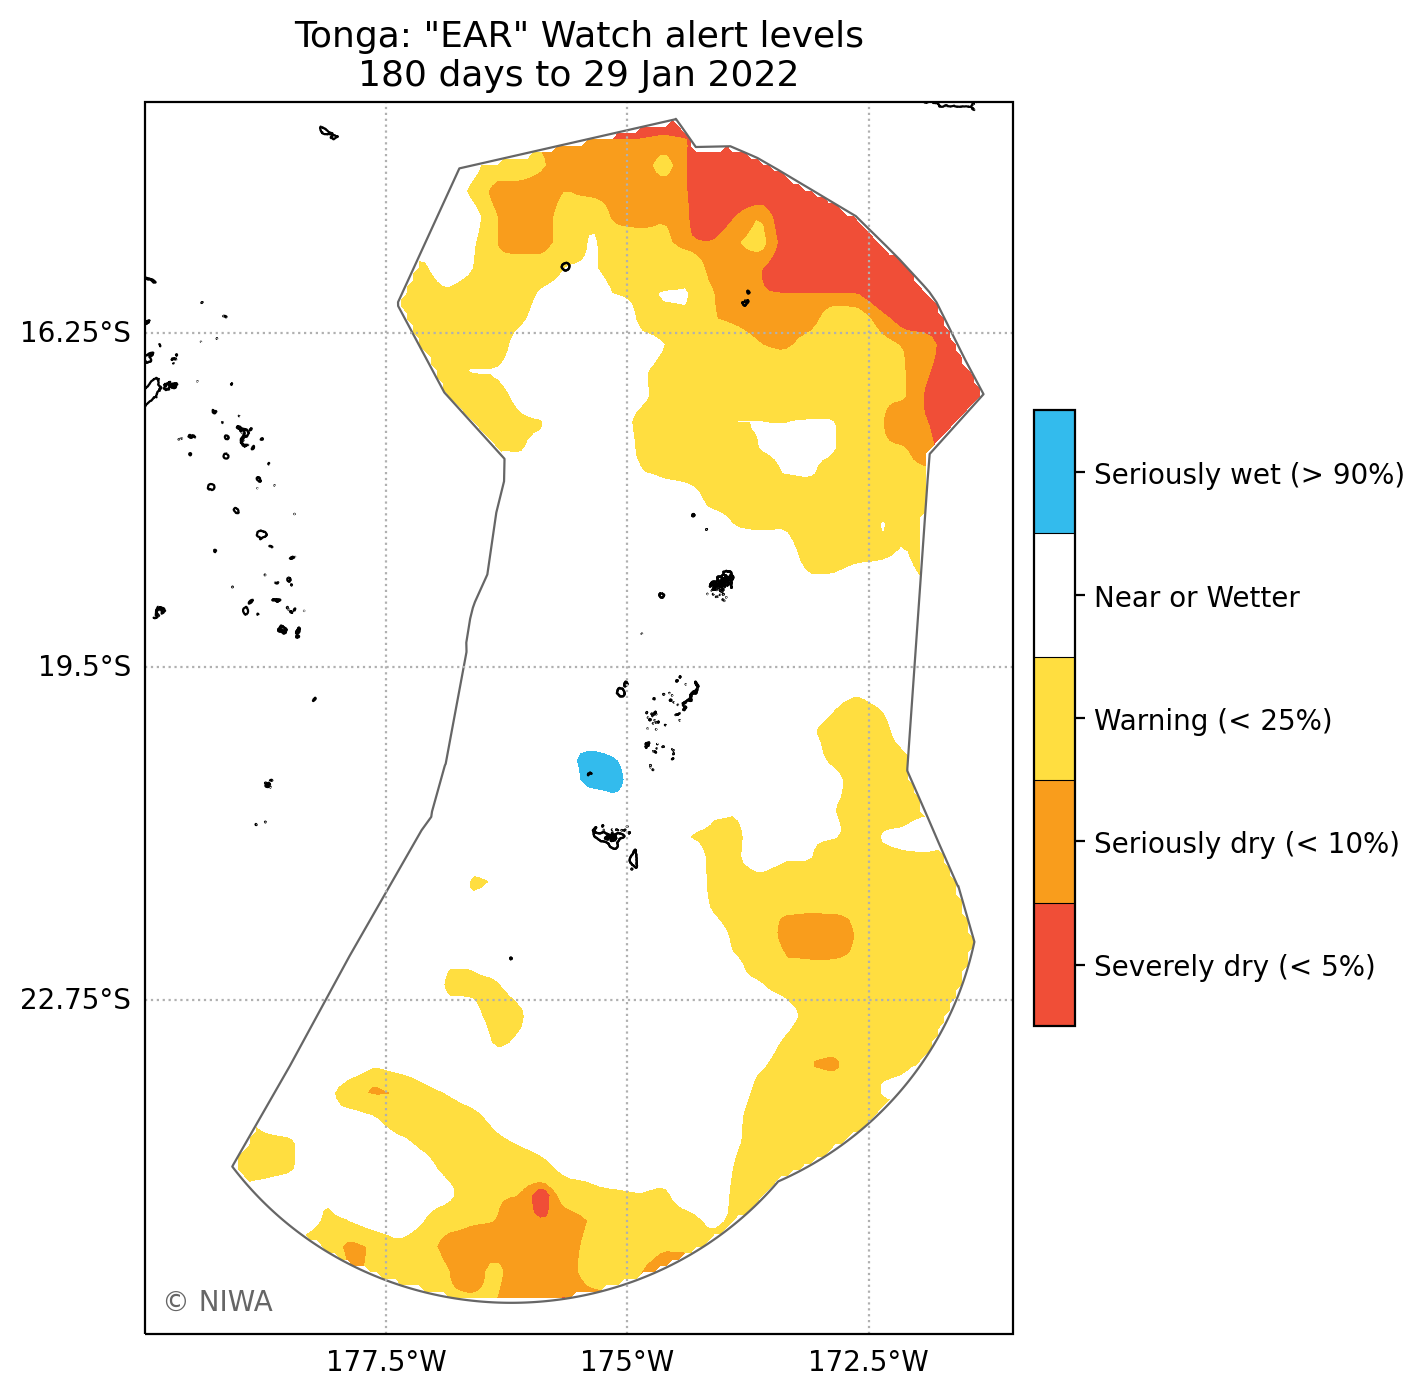 Tonga: "EAR" Watch alert levels
180 days to 29 Jan 2022
16.25°S
19.5°S
22.75°S
177.5°W
175°W
172.5°W
Seriously wet (> 90%)
Near or Wetter
Warning (< 25%)
Seriously dry (< 10%)
Severely dry (< 5%)
© NIWA